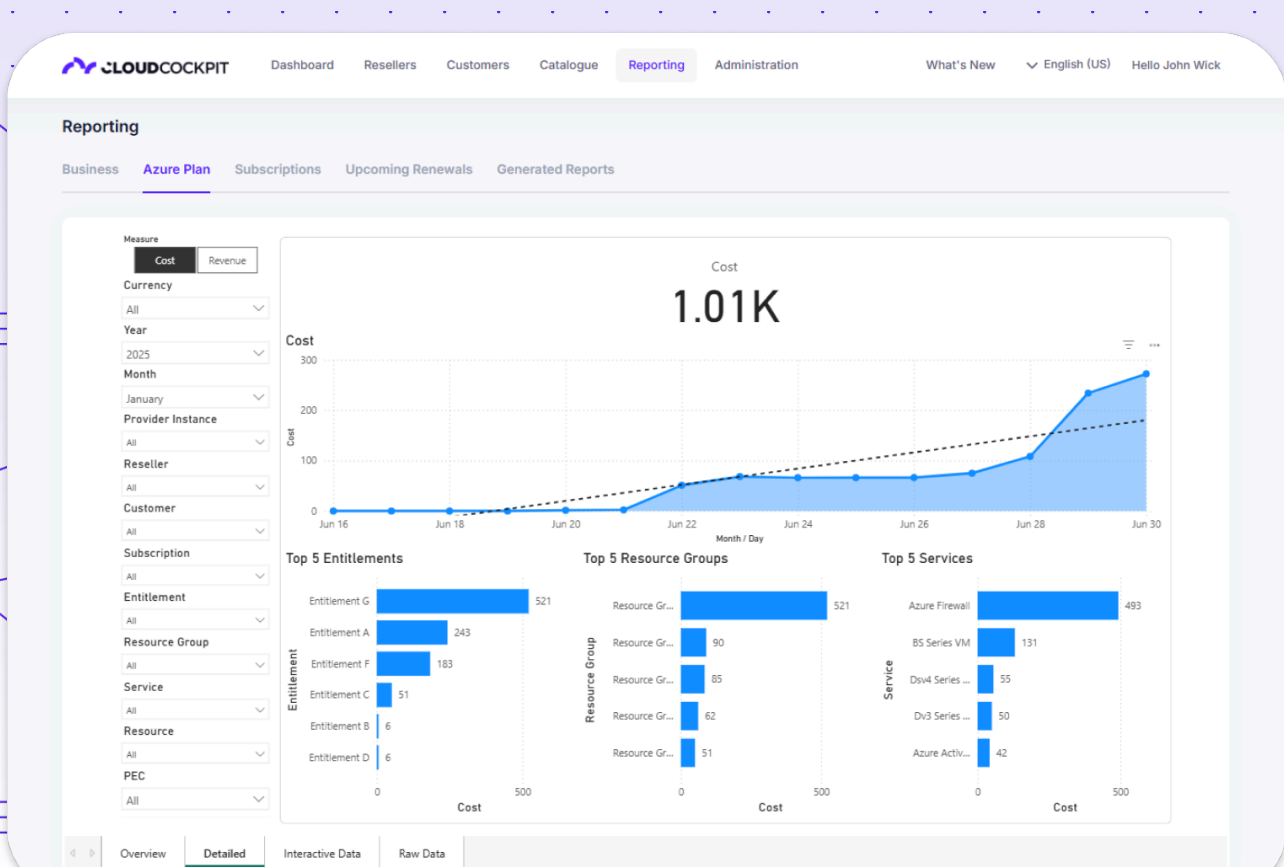 CLOUDCOCKPIT
Dashboard Resellers Customers Catalogue Reporting Administration What's New English (US) Hello John Wick
Reporting
Business Azure Plan Subscriptions Upcoming Renewals Generated Reports
Measure
Cost Revenue
Currency
All
Year
2025
Month
January
Provider Instance
All
Reseller
All
Customer
All
Subscription
All
Entitlement
All
Resource Group
All
Service
All
Resource
All
PEC
All
Cost
1.01K
Cost
300
200
100
0
Cost
Jun 16 Jun 18 Jun 20 Jun 22 Jun 24 Jun 26 Jun 28 Jun 30
Month / Day
Top 5 Entitlements
Entitlement
Entitlement G 521
Entitlement A 243
Entitlement F 183
Entitlement C 51
Entitlement B 6
Entitlement D 6
0 500
Cost
Top 5 Resource Groups
Resource Group
Resource Gr... 521
Resource Gr... 90
Resource Gr... 85
Resource Gr... 62
Resource Gr... 51
0 500
Cost
Top 5 Services
Service
Azure Firewall 493
BS Series VM 131
Dsv4 Series ... 55
Dv3 Series ... 50
Azure Activ... 42
0 500
Cost
Overview Detailed Interactive Data Raw Data